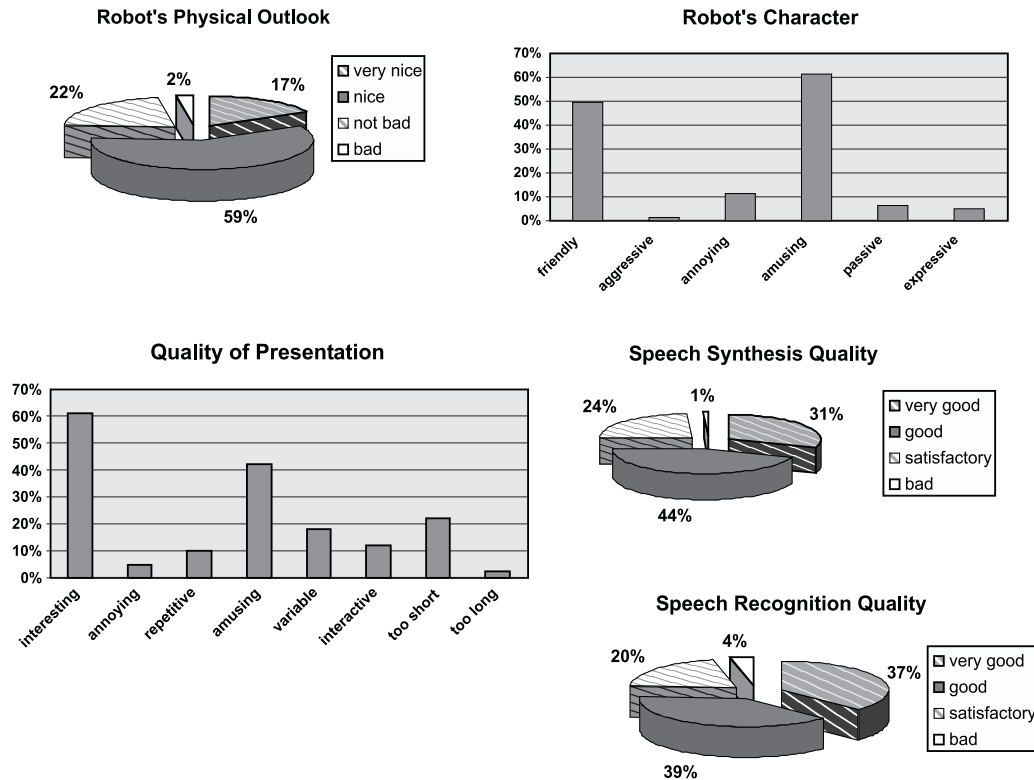 Robot's Physical Outlook
22%
2%
17%
59%
very nice
nice
not bad
bad
Robot's Character
70%
60%
50%
40%
30%
20%
10%
0%
friendly
aggressive
annoying
amusing
passive
expressive
Quality of Presentation
70%
60%
50%
40%
30%
20%
10%
0%
interesting
annoying
repetitive
amusing
variable
interactive
too short
too long
Speech Synthesis Quality
24%
1%
31%
44%
very good
good
satisfactory
bad
Speech Recognition Quality
20%
4%
37%
39%
very good
good
satisfactory
bad